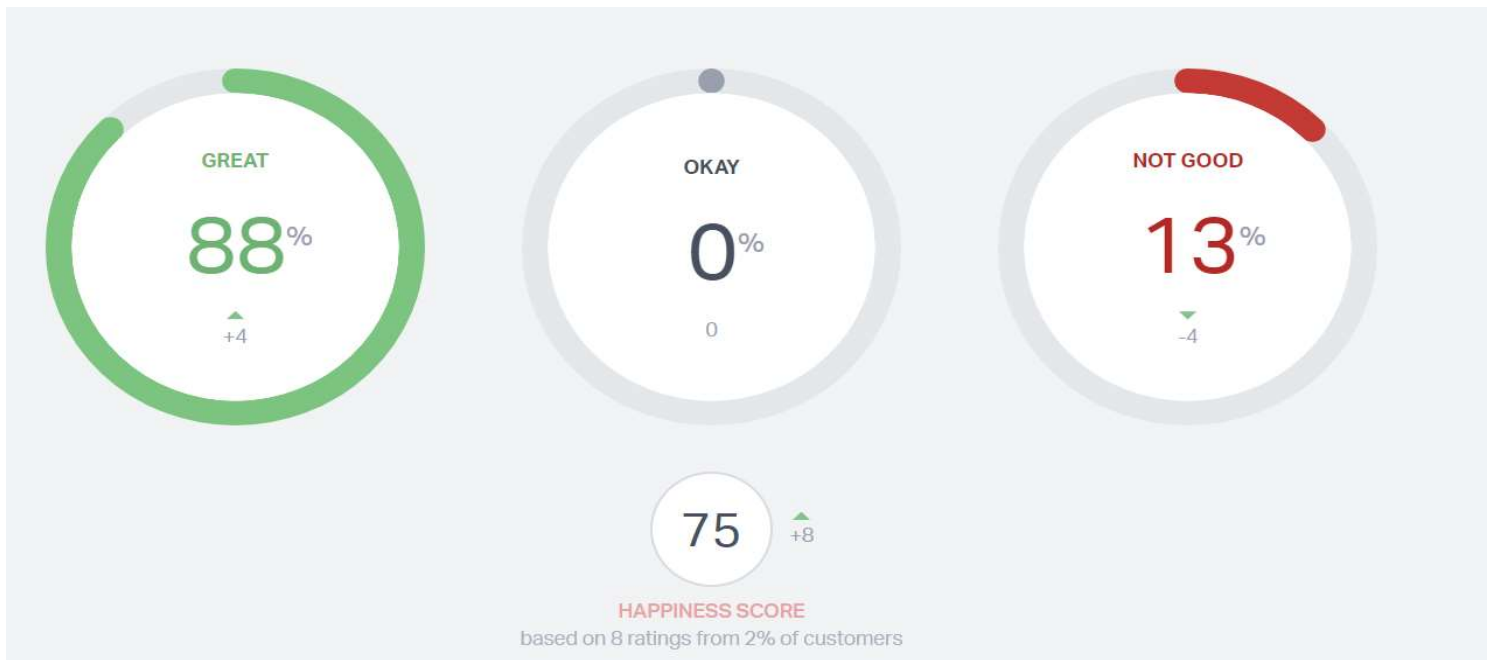 GREAT
88%
+4
OKAY
0%
0
NOT GOOD
13%
-4
75
+8
HAPPINESS SCORE
based on 8 ratings from 2% of customers